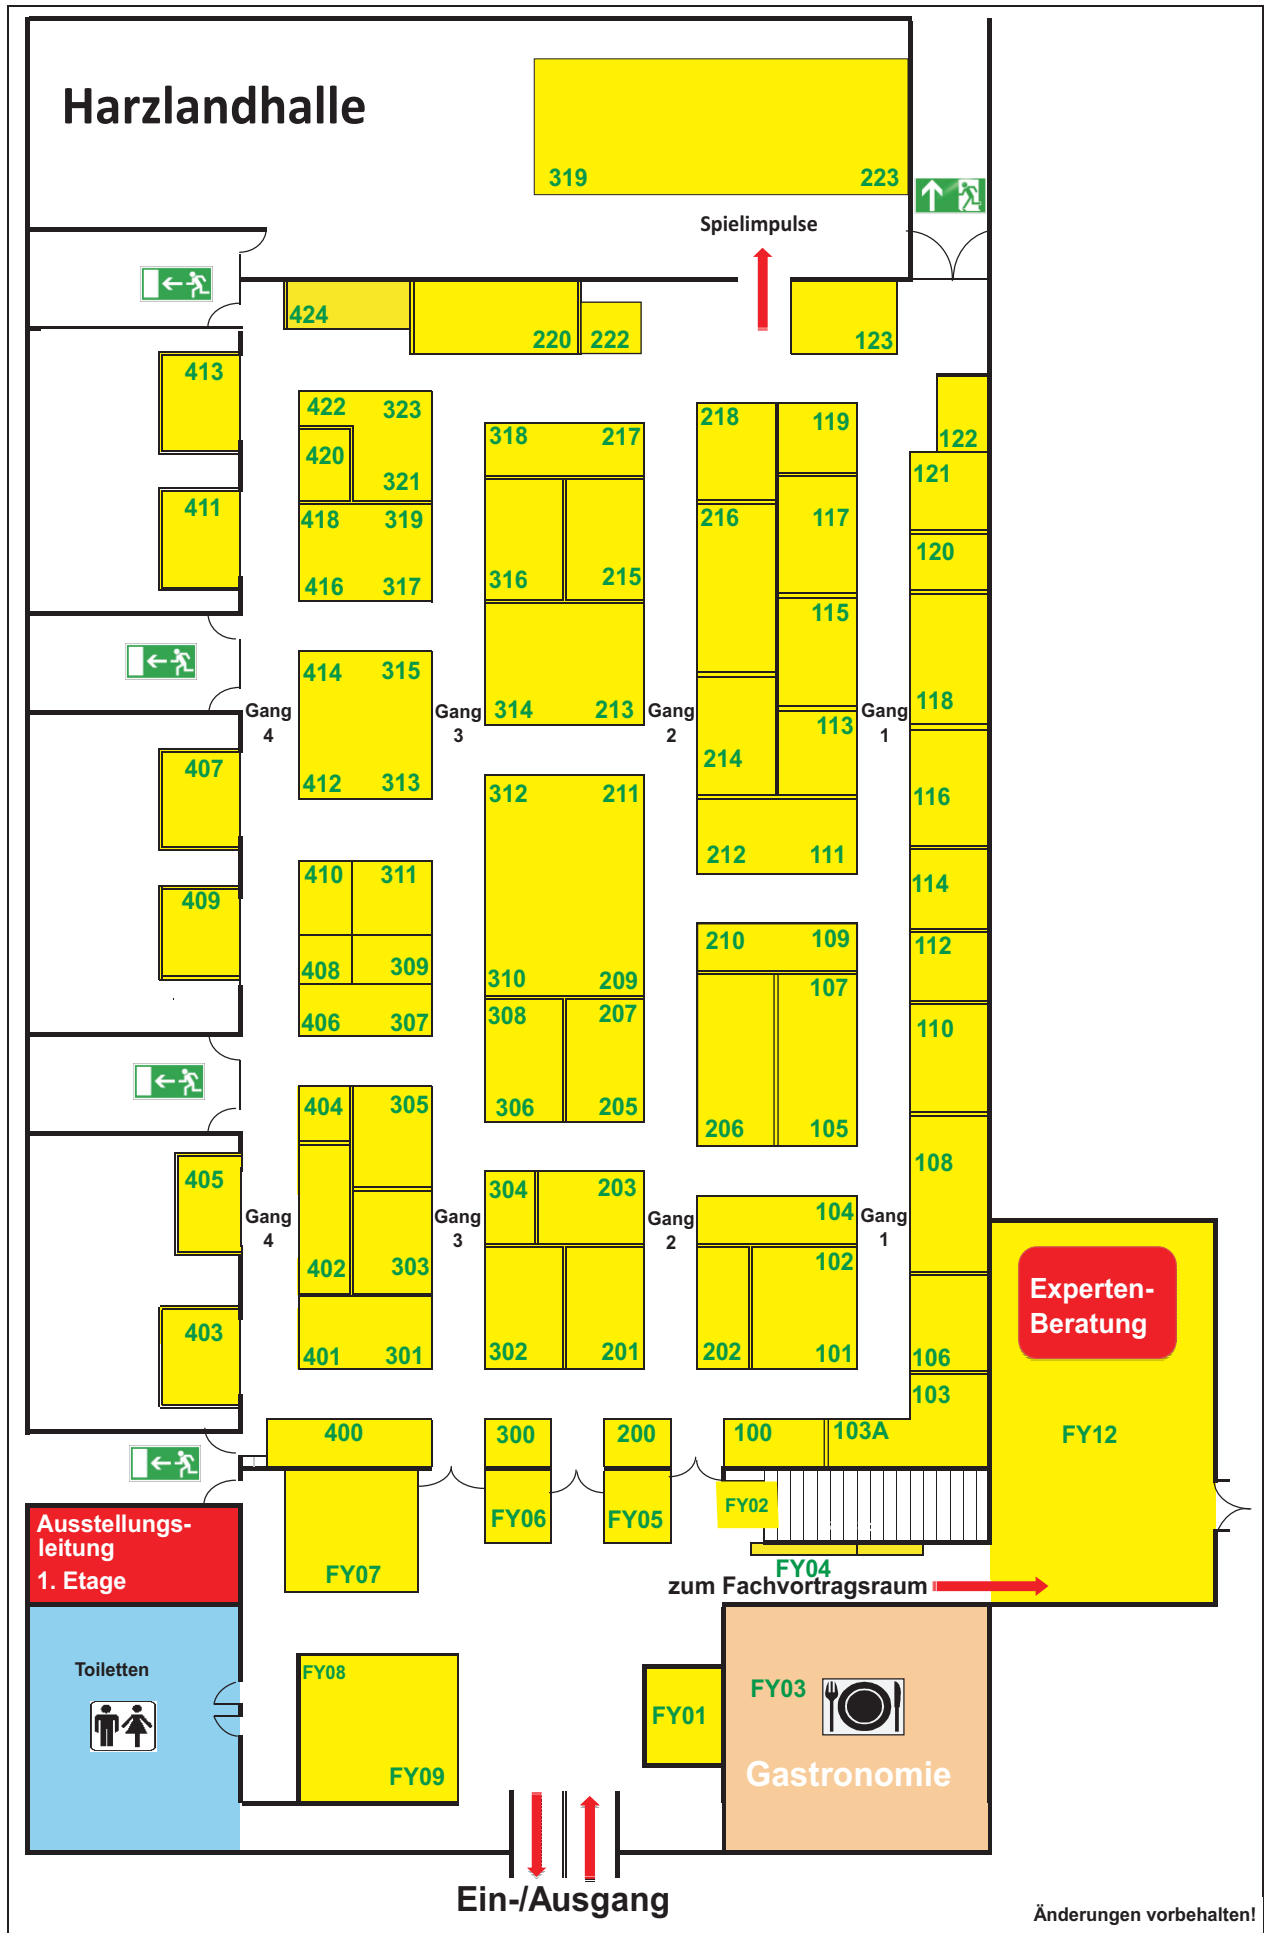 Harzlandhalle
319 223
Spielimpulse
424
220 222
123
413
422 323
218 119
318 217
122
420
121
321
411
418 319
216 117
120
416 317
316 215
115
414 315
118
Gang
4
Gang
3
314 213
Gang
2
113
Gang
1
214
407
412 313
312 211
116
212 111
410 311
114
409
210 109
112
408 309
310 209
107
406 307
308 207
110
404 305
306 205
206 105
108
405
304 203
104
Gang
4
Gang
3
Gang
2
Gang
1
402 303
102
Experten-
Beratung
403
401 301
302 201
202 101
106
103
400
300
200
100
103A
FY12
FY02
FY06
FY05
Ausstellungs-
leitung
1. Etage
FY07
FY04
zum Fachvortragsraum
Toiletten
FY08
FY03
FY01
FY09
Gastronomie
Ein-/Ausgang
Änderungen vorbehalten!